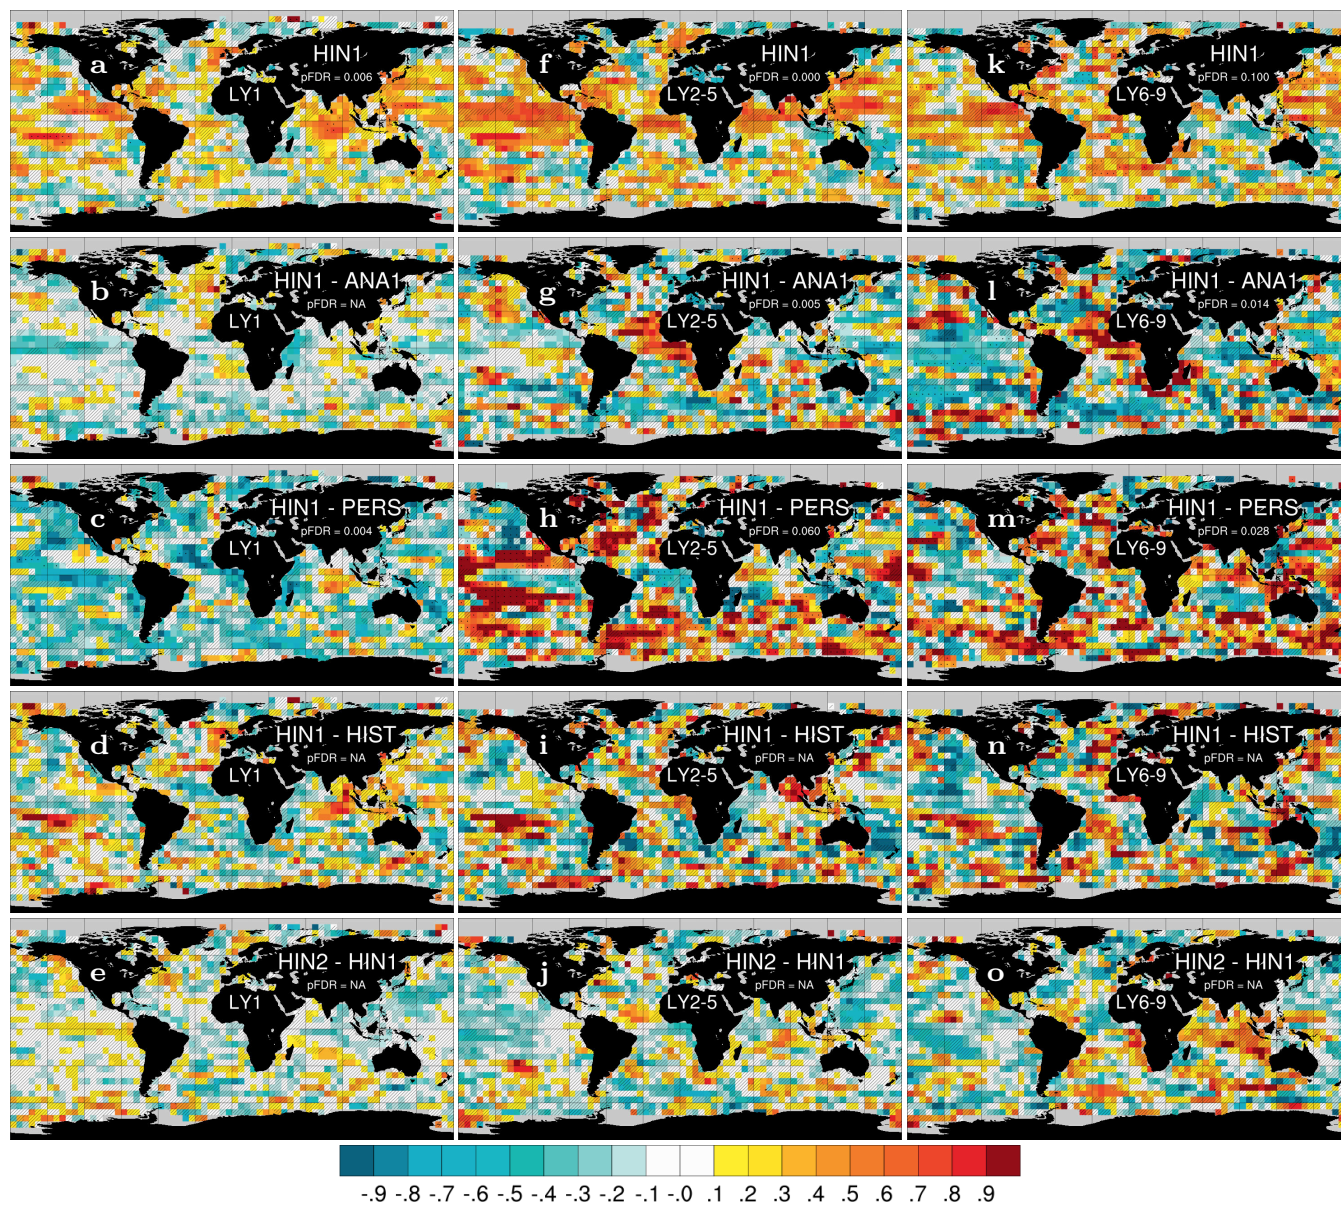 a
HIN1
pFDR = 0.006
LY1
f
HIN1
pFDR = 0.000
LY2-5
k
HIN1
pFDR = 0.100
LY6-9
b
HIN1 - ANA1
pFDR = NA
LY1
g
HIN1 - ANA1
pFDR = 0.005
LY2-5
l
HIN1 - ANA1
pFDR = 0.014
LY6-9
c
HIN1 - PERS
pFDR = 0.004
LY1
h
HIN1 - PERS
pFDR = 0.060
LY2-5
m
HIN1 - PERS
pFDR = 0.028
LY6-9
d
HIN1 - HIST
pFDR = NA
LY1
i
HIN1 - HIST
pFDR = NA
LY2-5
n
HIN1 - HIST
pFDR = NA
LY6-9
e
HIN2 - HIN1
pFDR = NA
LY1
j
HIN2 - HIN1
pFDR = NA
LY2-5
o
HIN2 - HIN1
pFDR = NA
LY6-9
-.9 -.8 -.7 -.6 -.5 -.4 -.3 -.2 -.1 -.0 .1 .2 .3 .4 .5 .6 .7 .8 .9